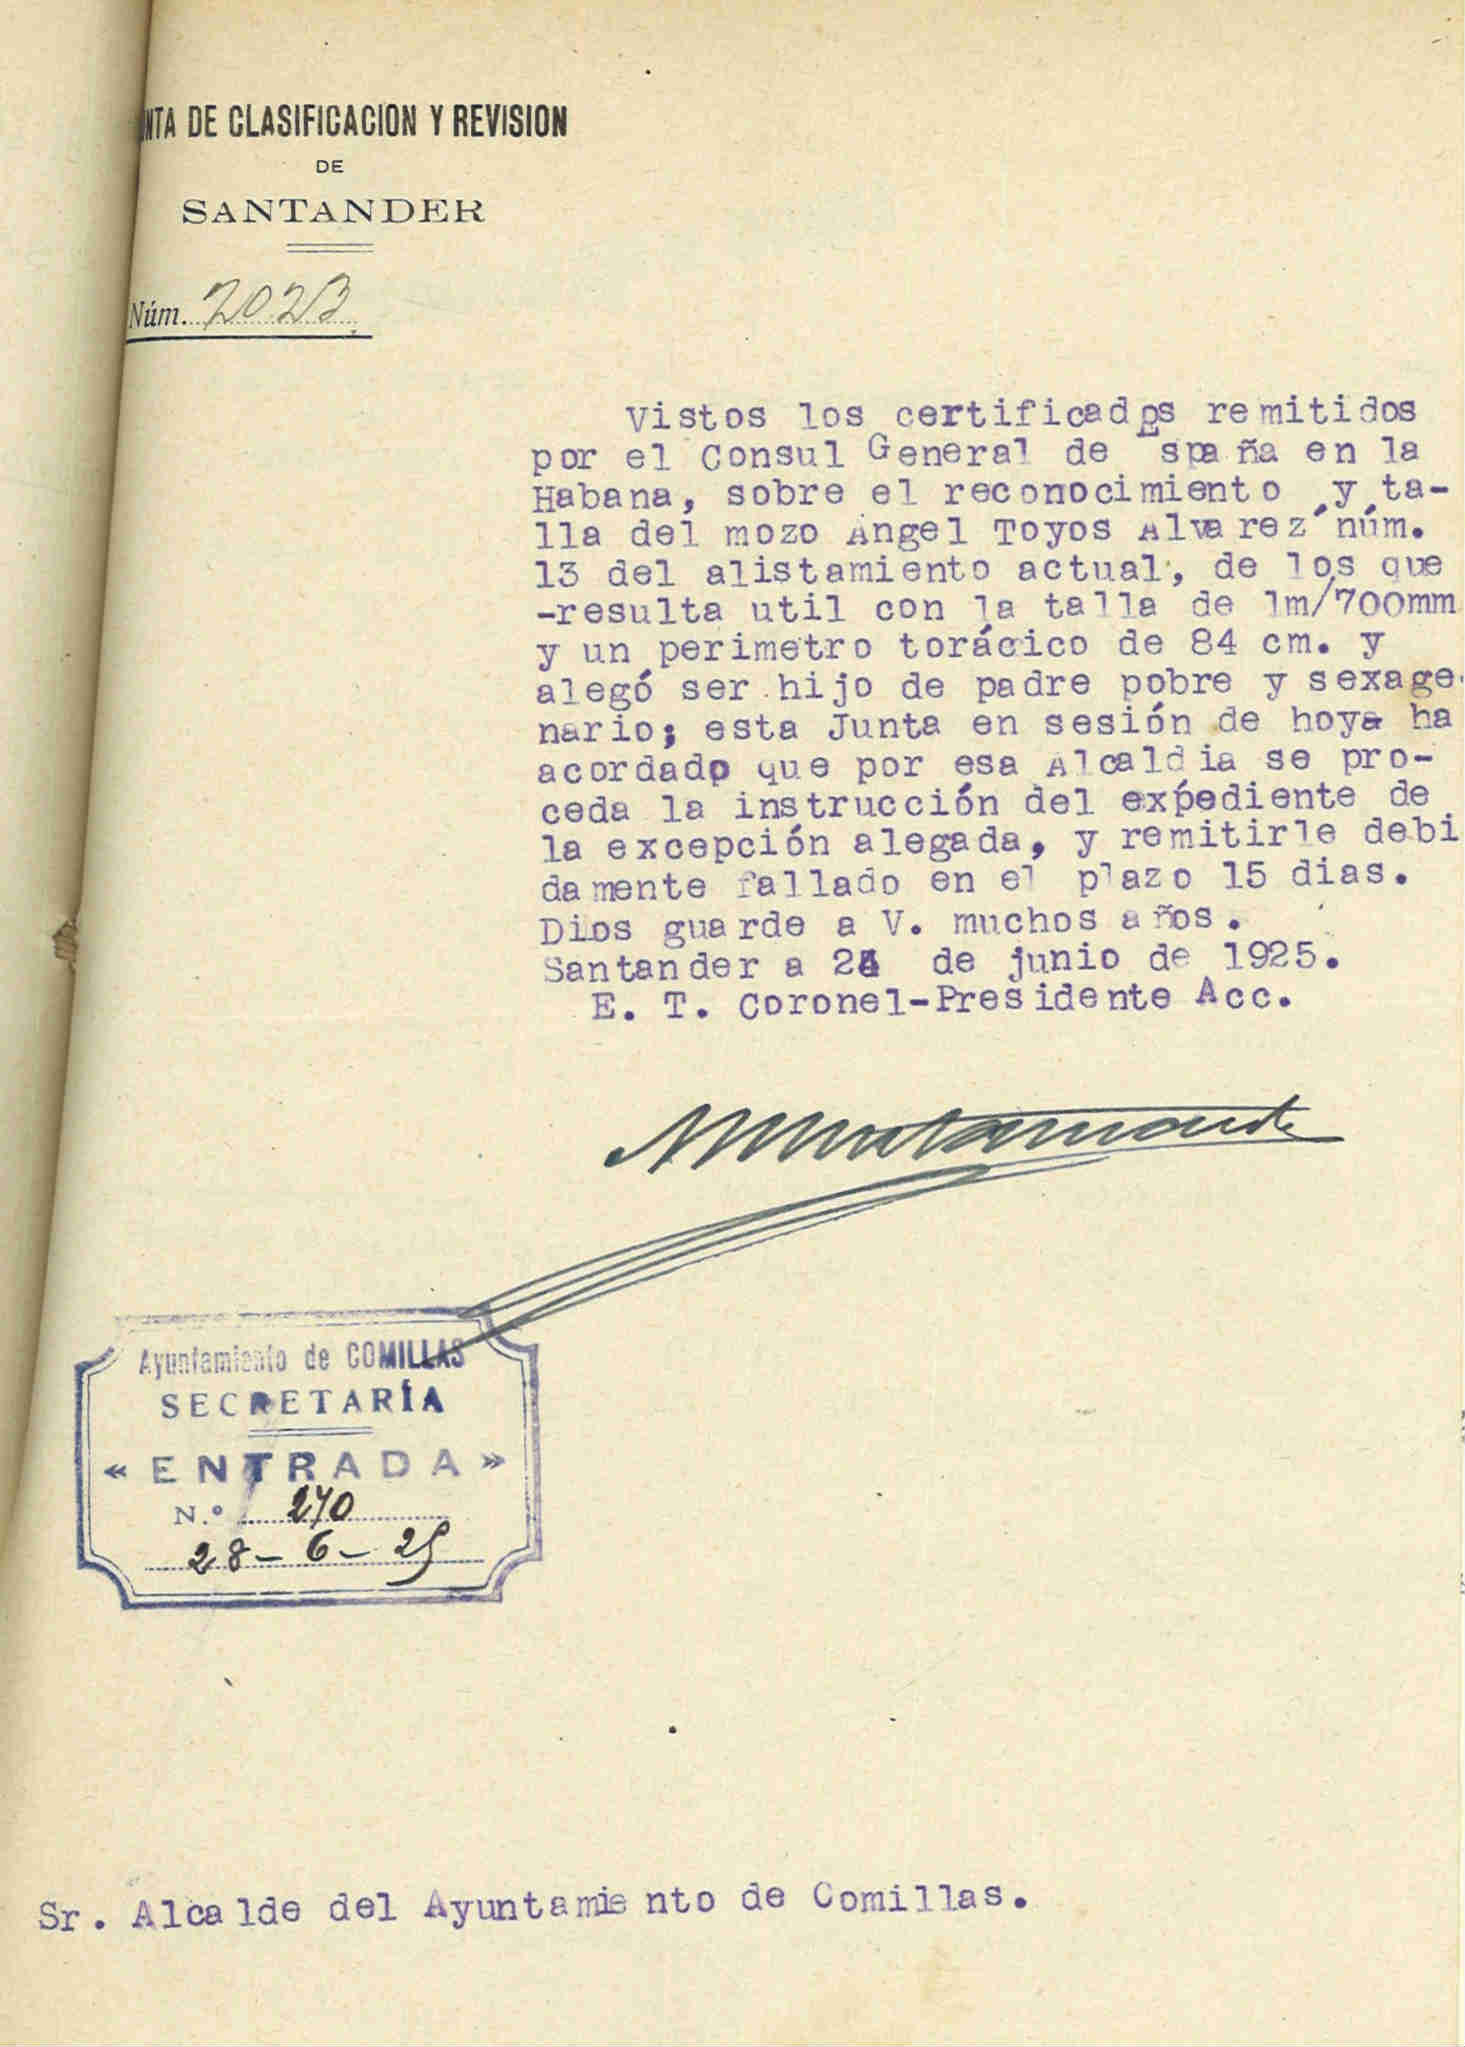 NTA DE CLASIFICACION Y REVISION
DE
SANTANDER
Núm. 2023
Vistos los certificados remitidos
por el Consul General de España en la
Habana, sobre el reconocimiento y ta-
lla del mozo Angel Toyos Alvarez núm.
13 del alistamiento actual, de los que
-resulta util con la talla de 1m/700mm
y un perimetro torácico de 84 cm. y
alegó ser hijo de padre pobre y sexage-
nario; esta Junta en sesión de hoy ha
acordado que por esa Alcaldia se pro-
ceda la instrucción del expediente de
la excepción alegada, y remitirle debi
damente fallado en el plazo 15 dias.
Dios guarde a V. muchos años.
Santander a de junio de 1925.
E. T. Coronel-Presidente Acc.
Ayuntamiento de COMILLAS
SECRETARÍA
« ENTRADA »
N.º 270
28-6-25
Sr. Alcalde del Ayuntamiento de Comillas.